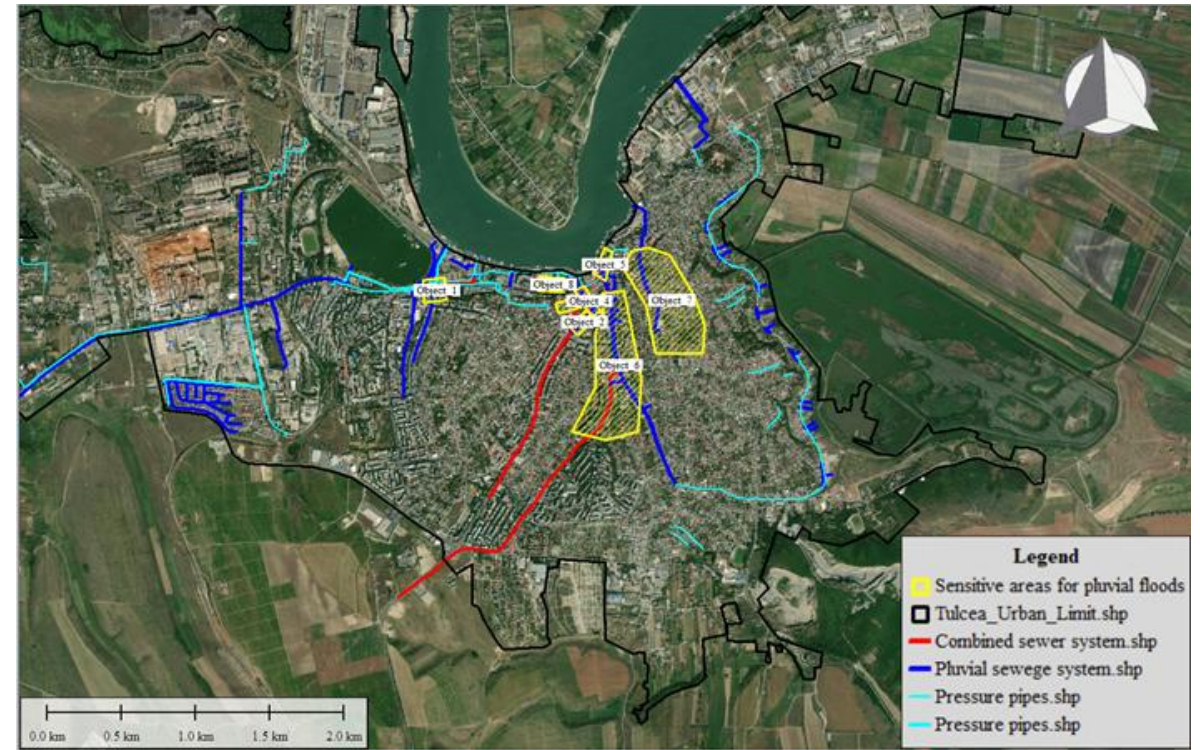 Object_5
Object_8
Object_1
Object_4
Object_7
Object_2
Object_6
Legend
Sensitive areas for pluvial floods
Tulcea_Urban_Limit.shp
Combined sewer system.shp
Pluvial sewege system.shp
Pressure pipes.shp
Pressure pipes.shp
0.0 km 0.5 km 1.0 km 1.5 km 2.0 km